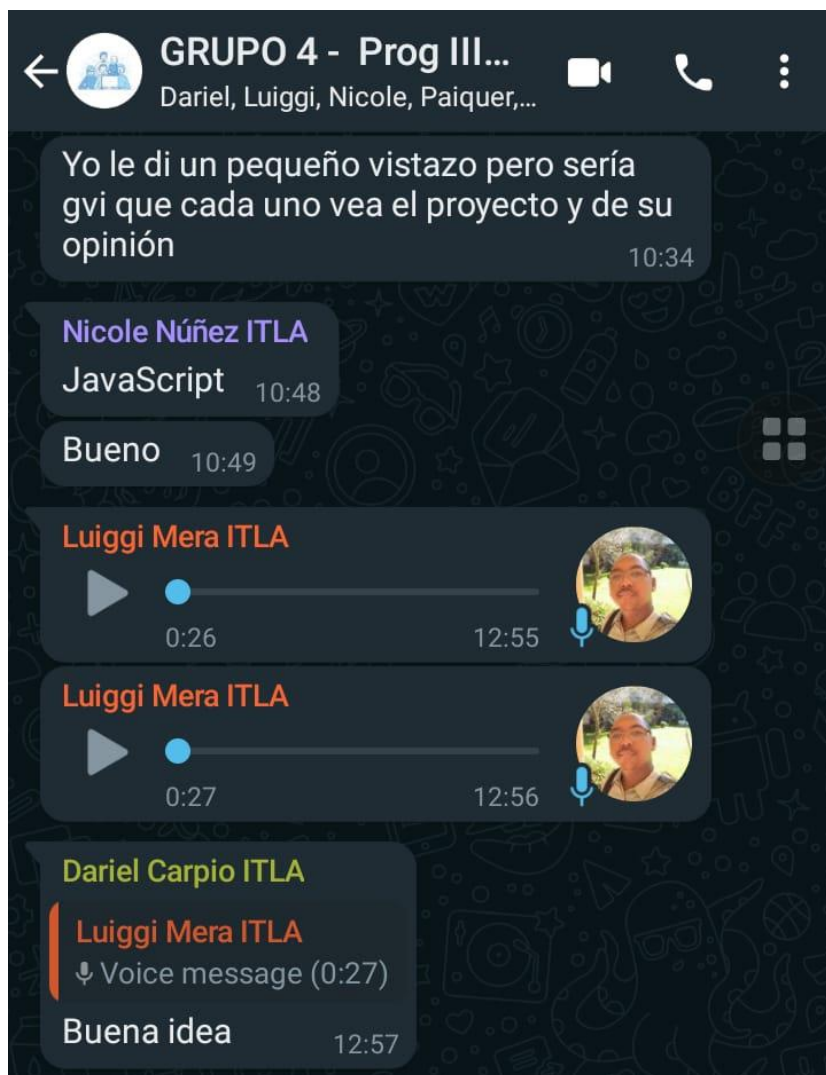 GRUPO 4 - Prog III...
Dariel, Luiggi, Nicole, Paiquer,...
Yo le di un pequeño vistazo pero sería
gvi que cada uno vea el proyecto y de su
opinión
10:34
Nicole Núñez ITLA
JavaScript 10:48
Bueno 10:49
Luiggi Mera ITLA
0:26 12:55
Luiggi Mera ITLA
0:27 12:56
Dariel Carpio ITLA
Luiggi Mera ITLA
Voice message (0:27)
Buena idea 12:57